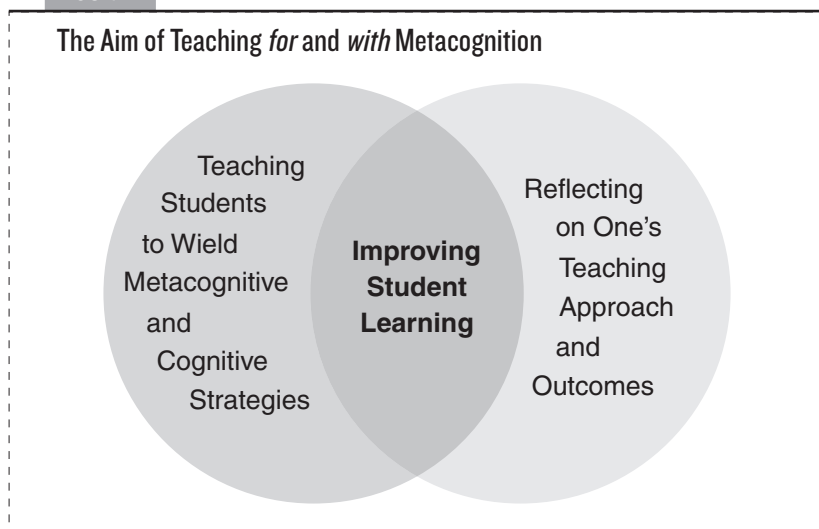 The Aim of Teaching for and with Metacognition
Teaching
Students
to Wield
Metacognitive
and
Cognitive
Strategies
Improving
Student
Learning
Reflecting
on One's
Teaching
Approach
and
Outcomes